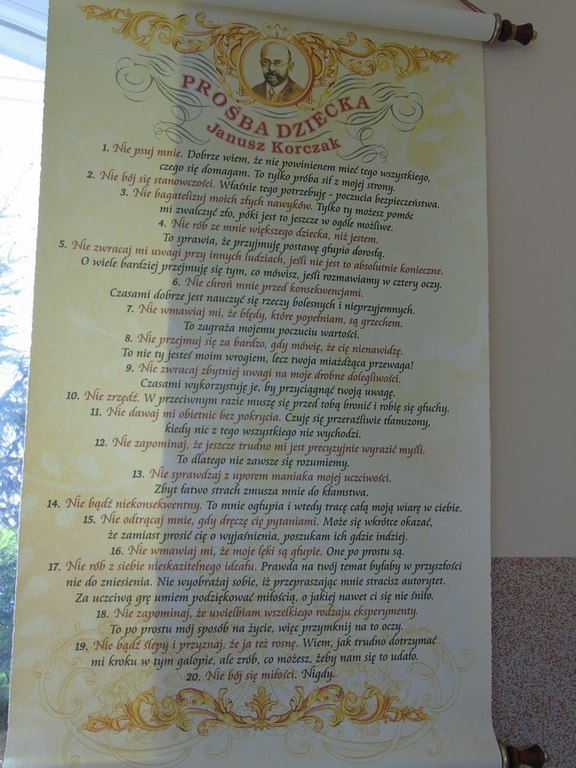 PROŚBA DZIECKA
Janusz Korczak
1. Nie psuj mnie. Dobrze wiem, że nie powinienem mieć tego wszystkiego,
czego się domagam. To tylko próba sił z mojej strony.
2. Nie bój się stanowczości. Właśnie tego potrzebuję - poczucia bezpieczeństwa.
3. Nie bagatelizuj moich złych nawyków. Tylko ty możesz pomóc
mi zwalczyć zło, póki jest to jeszcze w ogóle możliwe.
4. Nie rób ze mnie większego dziecka, niż jestem.
To sprawia, że przyjmuję postawę głupio dorosłą.
5. Nie zwracaj mi uwagi przy innych ludziach, jeśli nie jest to absolutnie konieczne.
O wiele bardziej przejmuję się tym, co mówisz, jeśli rozmawiamy w cztery oczy.
6. Nie chroń mnie przed konsekwencjami.
Czasami dobrze jest nauczyć się rzeczy bolesnych i nieprzyjemnych.
7. Nie wmawiaj mi, że błędy, które popełniam, są grzechem.
To zagraża mojemu poczuciu wartości.
8. Nie przejmuj się za bardzo, gdy mówię, że cię nienawidzę.
To nie ty jesteś moim wrogiem, lecz twoja miażdżąca przewaga!
9. Nie zwracaj zbytniej uwagi na moje drobne dolegliwości.
Czasami wykorzystuję je, by przyciągnąć twoją uwagę.
10. Nie zrzędź. W przeciwnym razie muszę się przed tobą bronić i robię się głuchy.
11. Nie dawaj mi obietnic bez pokrycia. Czuję się przeraźliwie tłamszony,
kiedy nic z tego wszystkiego nie wychodzi.
12. Nie zapominaj, że jeszcze trudno mi jest precyzyjnie wyrazić myśli.
To dlatego nie zawsze się rozumiemy.
13. Nie sprawdzaj z uporem maniaka mojej uczciwości.
Zbyt łatwo strach zmusza mnie do kłamstwa.
14. Nie bądź niekonsekwentny. To mnie ogłupia i wtedy tracę całą moją wiarę w ciebie.
15. Nie odtrącaj mnie, gdy dręczę cię pytaniami. Może się wkrótce okazać,
że zamiast prosić cię o wyjaśnienia, poszukam ich gdzie indziej.
16. Nie wmawiaj mi, że moje lęki są głupie. One po prostu są.
17. Nie rób z siebie nieskazitelnego ideału. Prawda na twój temat byłaby w przyszłości
nie do zniesienia. Nie wyobrażaj sobie, iż przepraszając mnie stracisz autorytet.
Za uczciwą grę umiem podziękować miłością, o jakiej nawet ci się nie śniło.
18. Nie zapominaj, że uwielbiam wszelkiego rodzaju eksperymenty.
To po prostu mój sposób na życie, więc przymknij na to oczy.
19. Nie bądź ślepy i przyznaj, że ja też rosnę. Wiem, jak trudno dotrzymać
mi kroku w tym galopie, ale zrób, co możesz, żeby nam się to udało.
20. Nie bój się miłości. Nigdy.